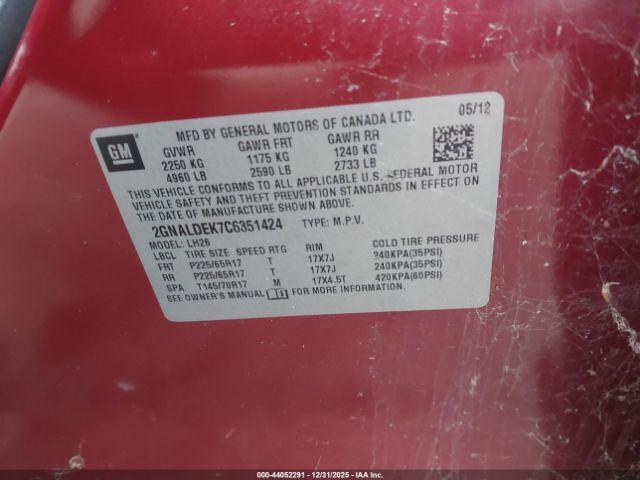 GM
MFD BY GENERAL MOTORS OF CANADA LTD.
05/12
GVWR GAWR FRT GAWR RR
2250 KG 1175 KG 1240 KG
4960 LB 2590 LB 2733 LB
THIS VEHICLE CONFORMS TO ALL APPLICABLE U.S. FEDERAL MOTOR
VEHICLE SAFETY AND THEFT PREVENTION STANDARDS IN EFFECT ON
THE DATE OF MANUFACTURE SHOWN ABOVE.
2GNALDEK7C6351424 TYPE: M.P.V.
MODEL: LH26
LBCL TIRE SIZE SPEED RTG RIM COLD TIRE PRESSURE
FRT P225/65R17 T 17X7J 240KPA(35PSI)
RR P225/65R17 T 17X7J 240KPA(35PSI)
SPA T145/70R17 M 17X4.5T 420KPA(60PSI)
SEE OWNER'S MANUAL FOR MORE INFORMATION.
000-44052291 - 12/31/2025 - IAA, Inc.